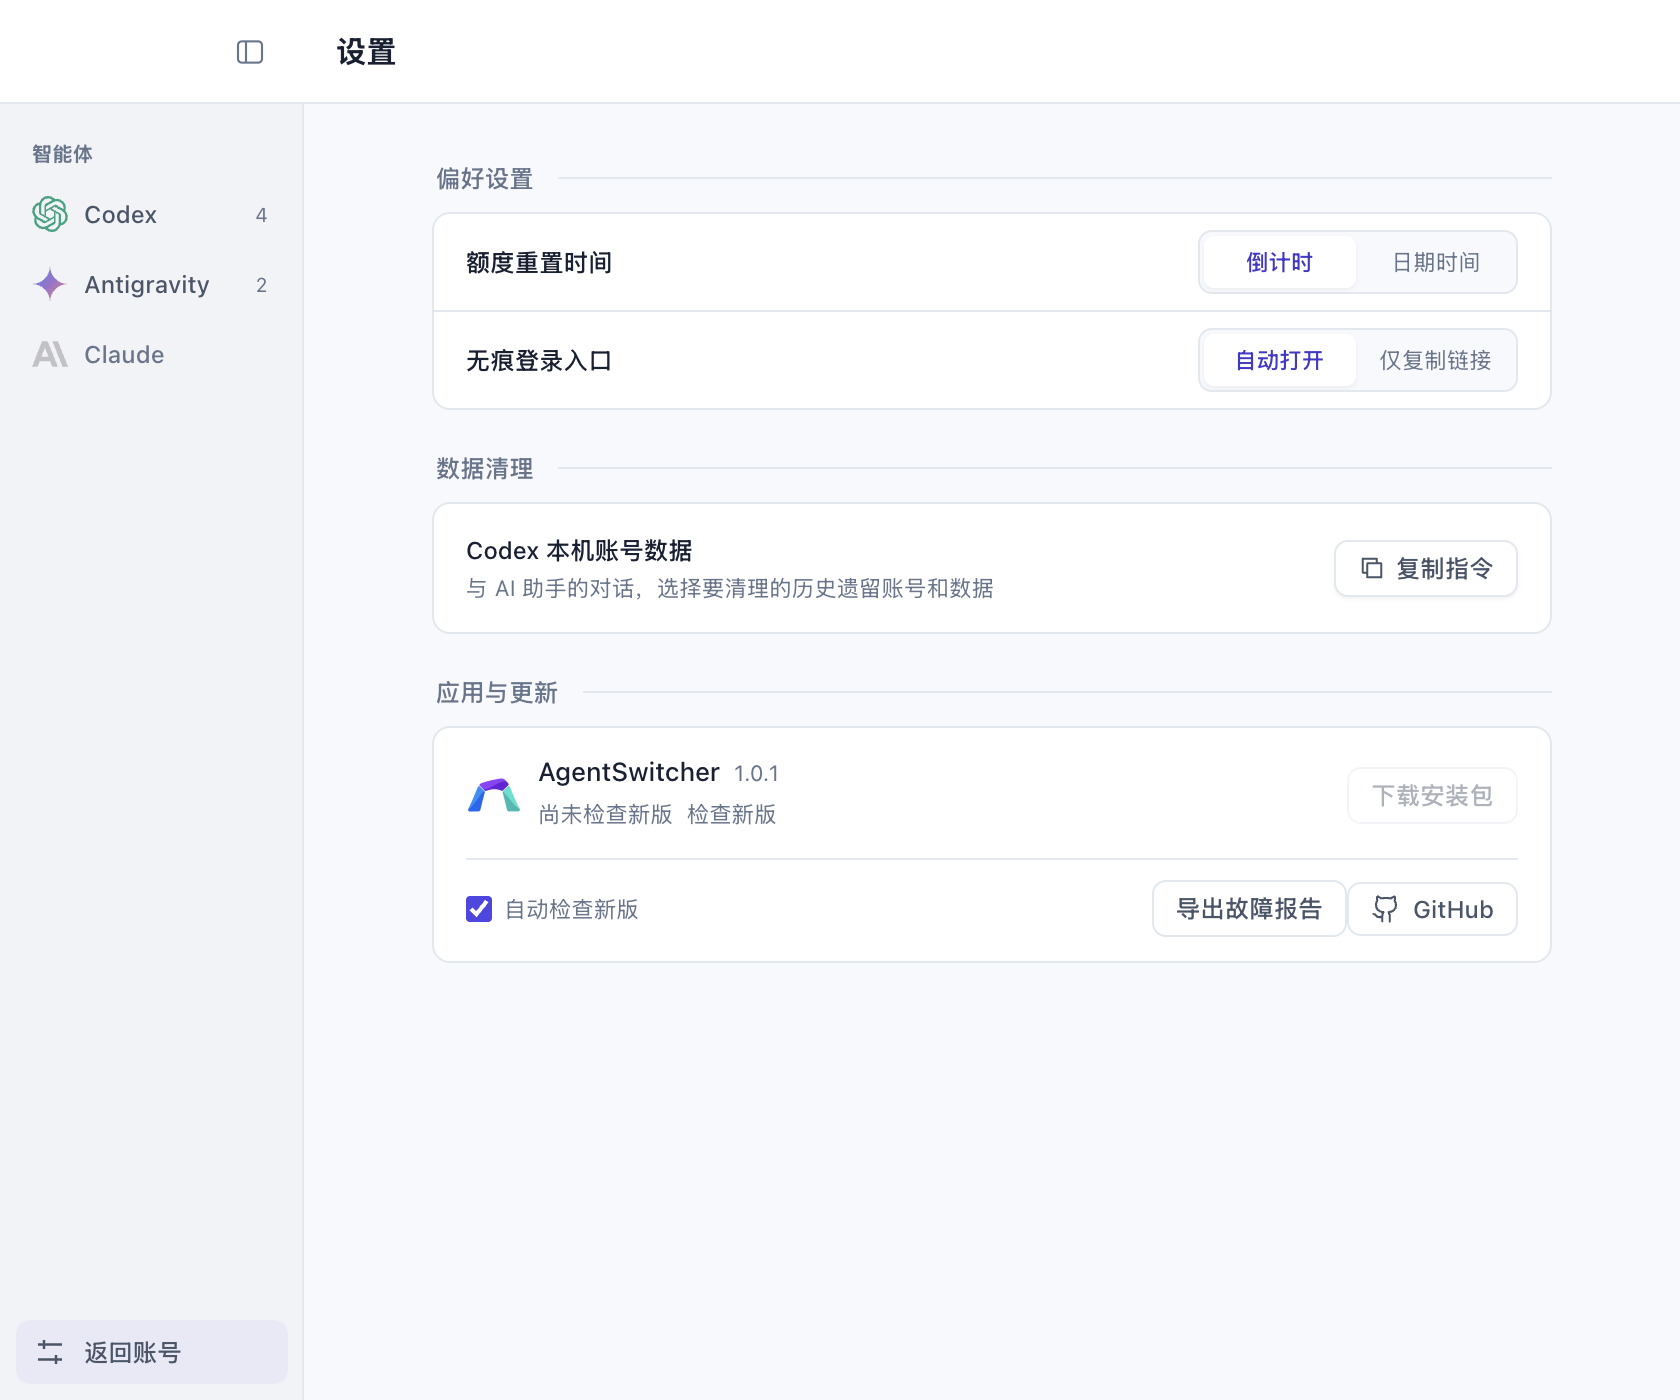 设置
智能体
Codex 4
Antigravity 2
Claude
返回账号
偏好设置
额度重置时间 倒计时 日期时间
无痕登录入口 自动打开 仅复制链接
数据清理
Codex 本机账号数据
与 AI 助手的对话，选择要清理的历史遗留账号和数据
复制指令
应用与更新
AgentSwitcher 1.0.1
尚未检查新版 检查新版
下载安装包
自动检查新版 导出故障报告 GitHub